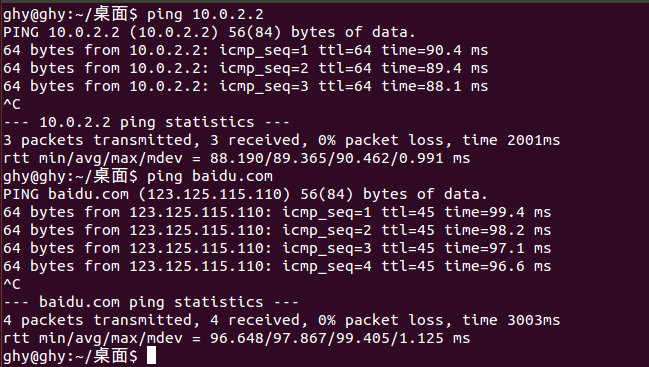 ghy@ghy:~/桌面$ ping 10.0.2.2
PING 10.0.2.2 (10.0.2.2) 56(84) bytes of data.
64 bytes from 10.0.2.2: icmp_seq=1 ttl=64 time=90.4 ms
64 bytes from 10.0.2.2: icmp_seq=2 ttl=64 time=89.4 ms
64 bytes from 10.0.2.2: icmp_seq=3 ttl=64 time=88.1 ms
^C
--- 10.0.2.2 ping statistics ---
3 packets transmitted, 3 received, 0% packet loss, time 2001ms
rtt min/avg/max/mdev = 88.190/89.365/90.462/0.991 ms
ghy@ghy:~/桌面$ ping baidu.com
PING baidu.com (123.125.115.110) 56(84) bytes of data.
64 bytes from 123.125.115.110: icmp_seq=1 ttl=45 time=99.4 ms
64 bytes from 123.125.115.110: icmp_seq=2 ttl=45 time=98.2 ms
64 bytes from 123.125.115.110: icmp_seq=3 ttl=45 time=97.1 ms
64 bytes from 123.125.115.110: icmp_seq=4 ttl=45 time=96.6 ms
^C
--- baidu.com ping statistics ---
4 packets transmitted, 4 received, 0% packet loss, time 3003ms
rtt min/avg/max/mdev = 96.648/97.867/99.405/1.125 ms
ghy@ghy:~/桌面$